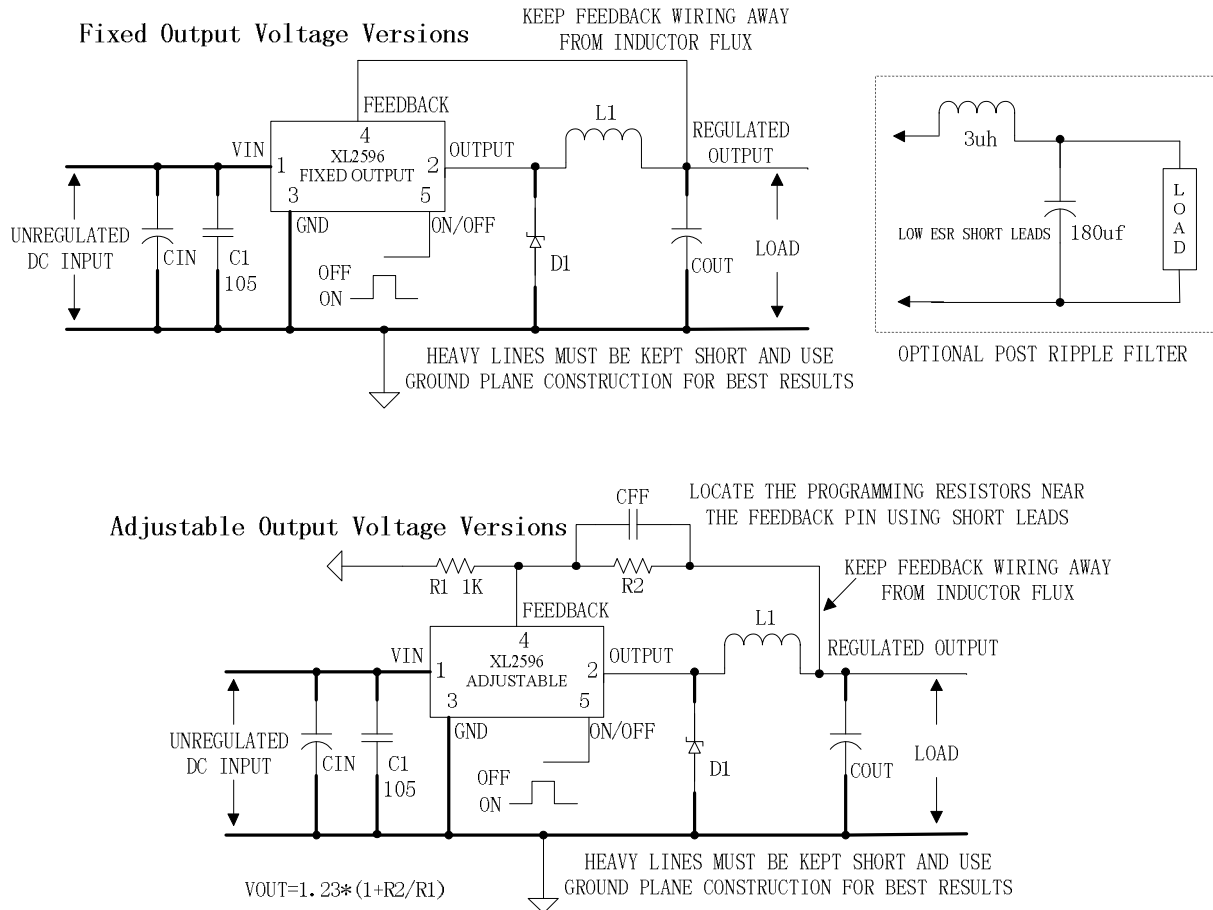 Fixed Output Voltage Versions
KEEP FEEDBACK WIRING AWAY
FROM INDUCTOR FLUX
FEEDBACK
4
VIN
1
XL2596
FIXED OUTPUT
2
OUTPUT
3
5
GND
ON/OFF
L1
REGULATED
OUTPUT
UNREGULATED
DC INPUT
CIN
C1
105
OFF
ON
D1
COUT
LOAD
HEAVY LINES MUST BE KEPT SHORT AND USE
GROUND PLANE CONSTRUCTION FOR BEST RESULTS
3uh
LOW ESR SHORT LEADS
180uf
LOAD
OPTIONAL POST RIPPLE FILTER
Adjustable Output Voltage Versions
CFF
LOCATE THE PROGRAMMING RESISTORS NEAR
THE FEEDBACK PIN USING SHORT LEADS
R1 1K
R2
KEEP FEEDBACK WIRING AWAY
FROM INDUCTOR FLUX
FEEDBACK
4
VIN
1
XL2596
ADJUSTABLE
2
OUTPUT
3
5
GND
ON/OFF
L1
REGULATED OUTPUT
UNREGULATED
DC INPUT
CIN
C1
105
OFF
ON
D1
COUT
LOAD
HEAVY LINES MUST BE KEPT SHORT AND USE
GROUND PLANE CONSTRUCTION FOR BEST RESULTS
VOUT=1.23*(1+R2/R1)